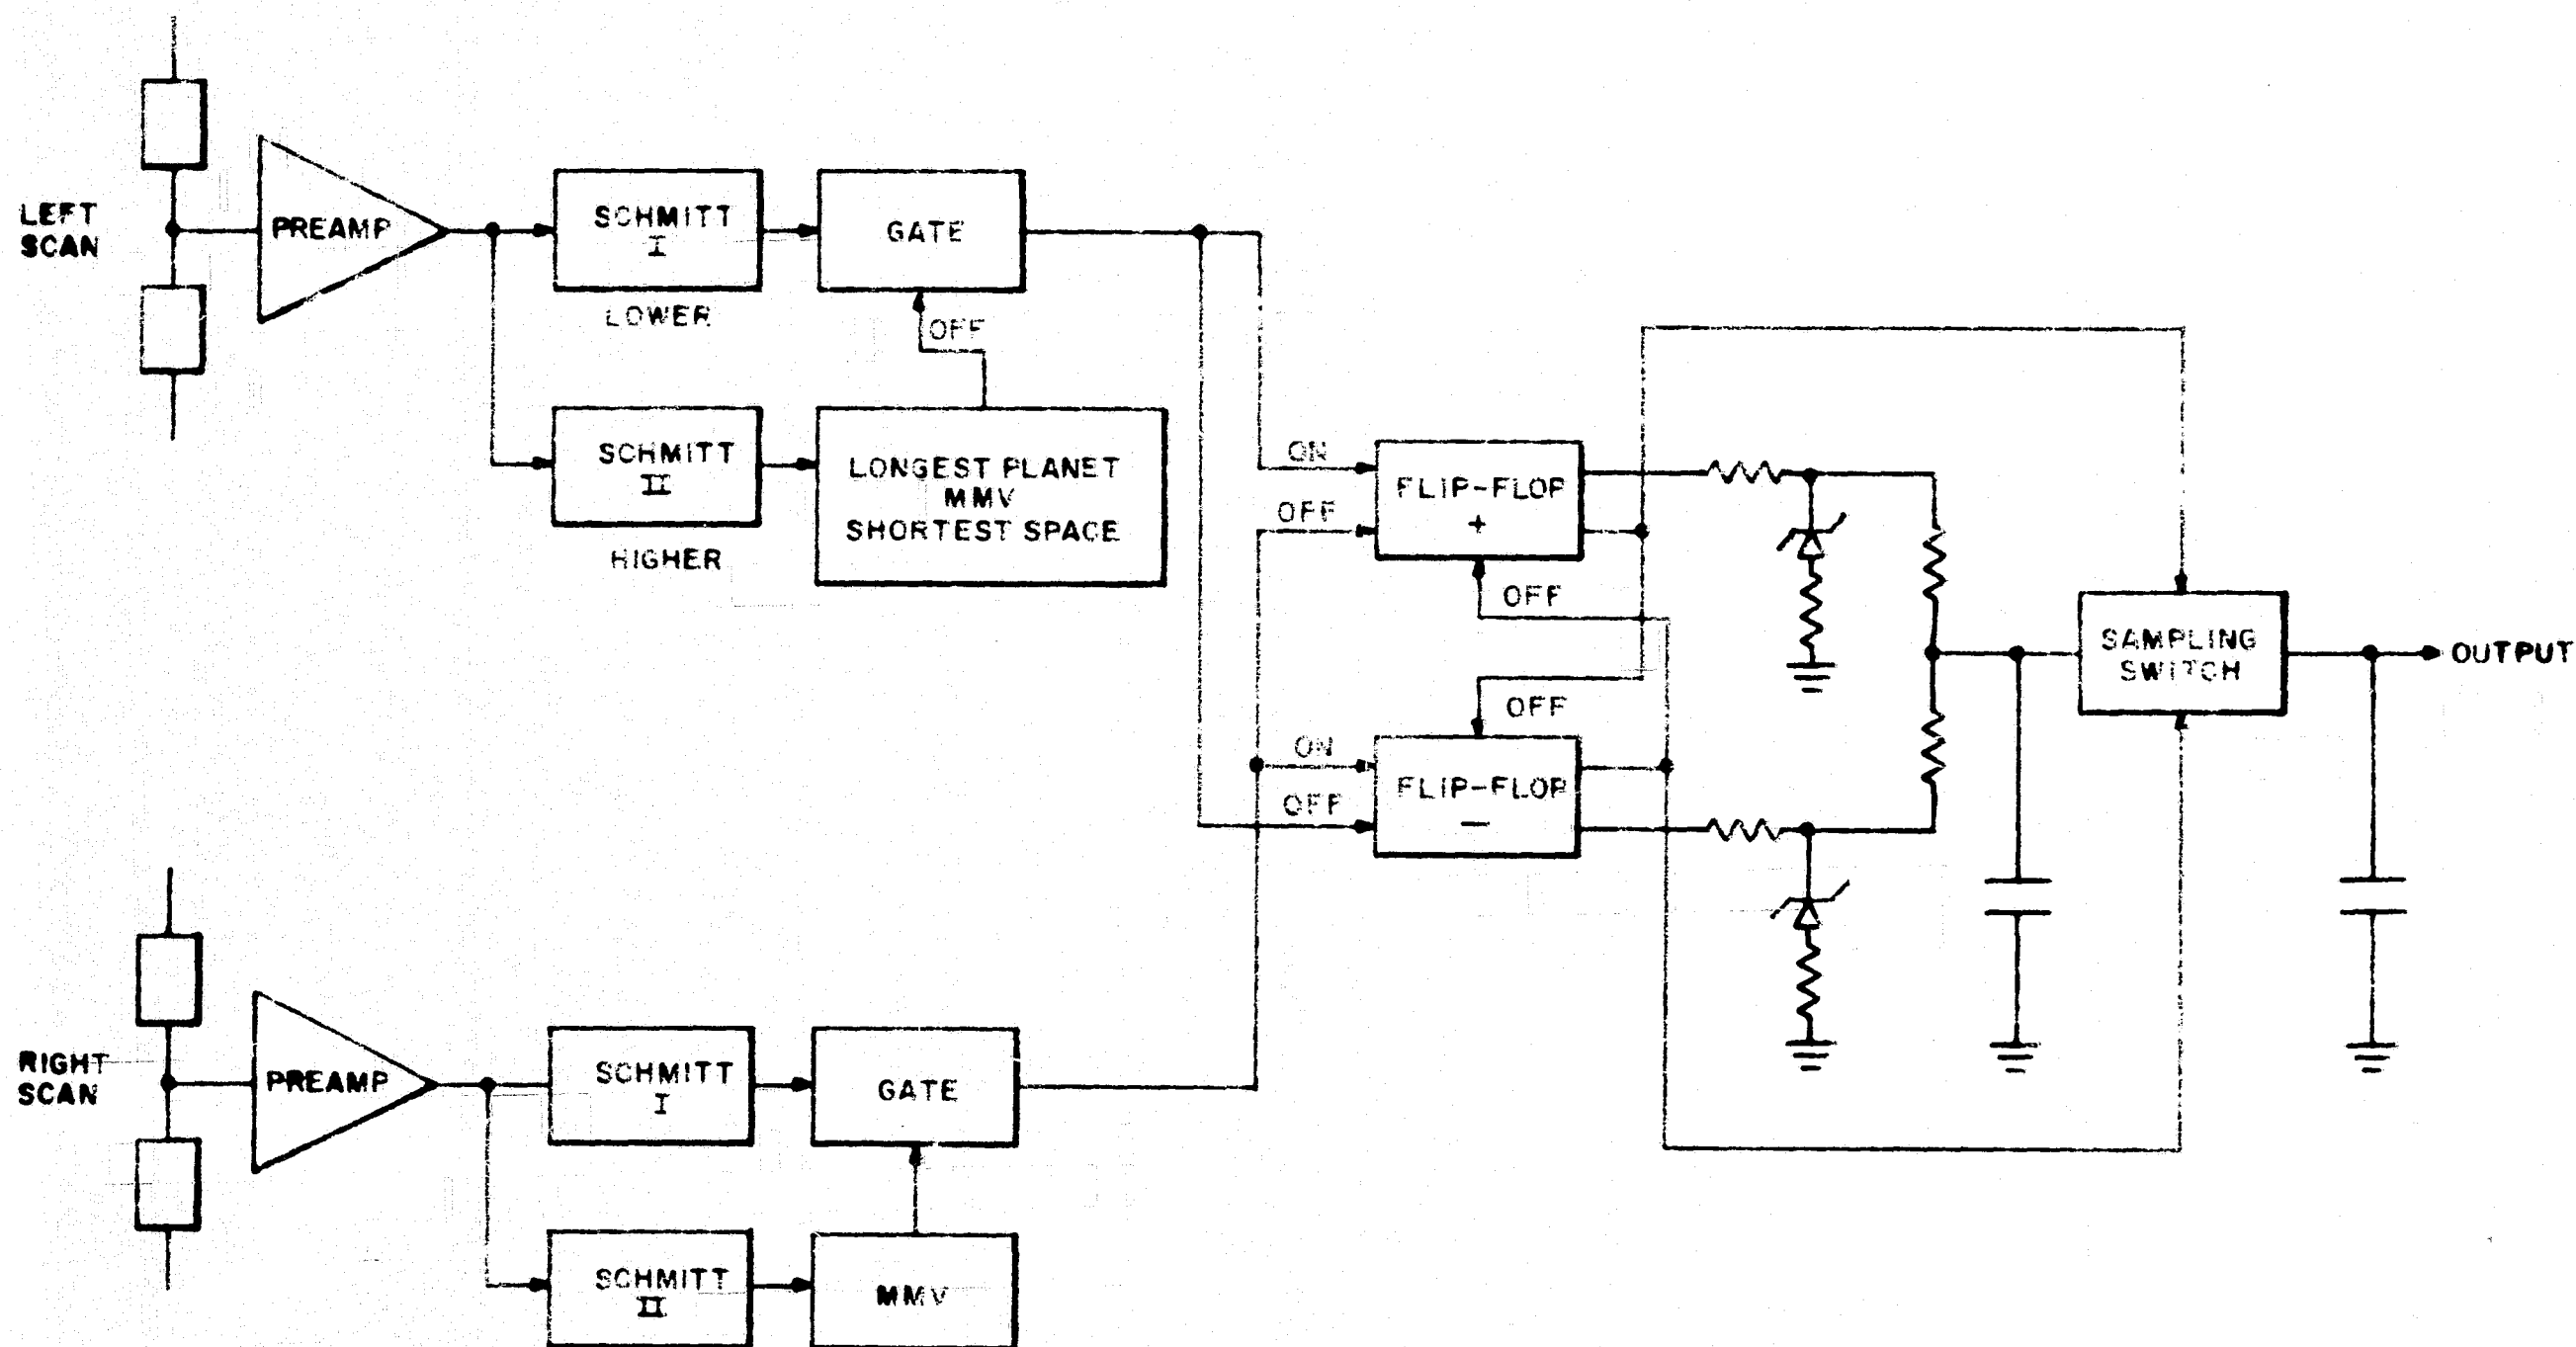 LEFT
SCAN
PREAMP
SCHMITT
I
LOWER
GATE
OFF
SCHMITT
II
HIGHER
LONGEST PLANET
MMV
SHORTEST SPACE
ON
OFF
FLIP-FLOP
+
OFF
OFF
ON
OFF
FLIP-FLOP
—
SAMPLING
SWITCH
OUTPUT
RIGHT
SCAN
PREAMP
SCHMITT
I
GATE
SCHMITT
II
MMV